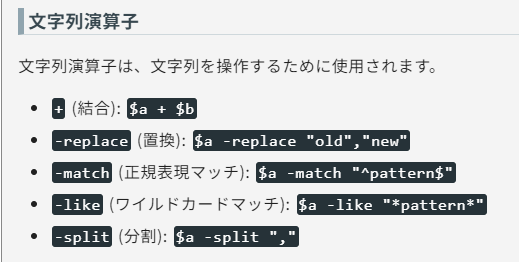 文字列演算子
文字列演算子は、文字列を操作するために使用されます。
+ (結合): $a + $b
-replace (置換): $a -replace "old","new"
-match (正規表現マッチ): $a -match "^pattern$"
-like (ワイルドカードマッチ): $a -like "*pattern*"
-split (分割): $a -split ","